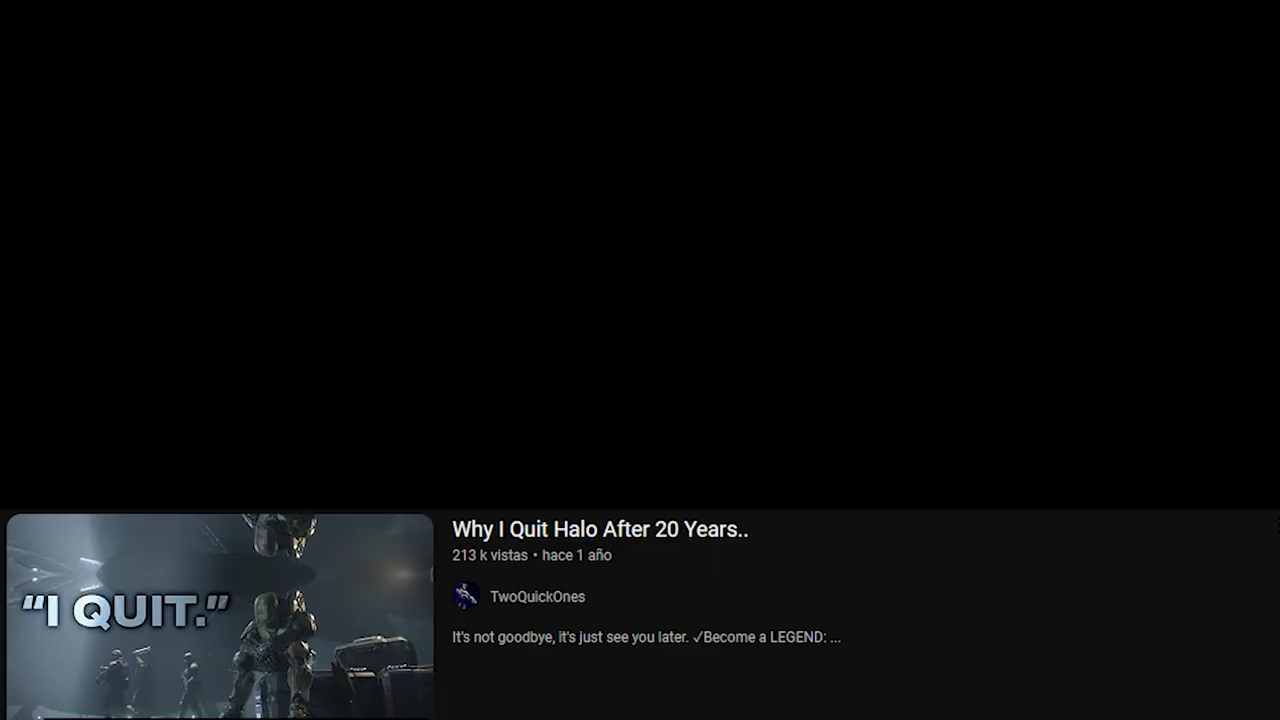 Why I Quit Halo After 20 Years..
213 k vistas • hace 1 año
"I QUIT."
TwoQuickOnes
It's not goodbye, it's just see you later. ✓Become a LEGEND: ...